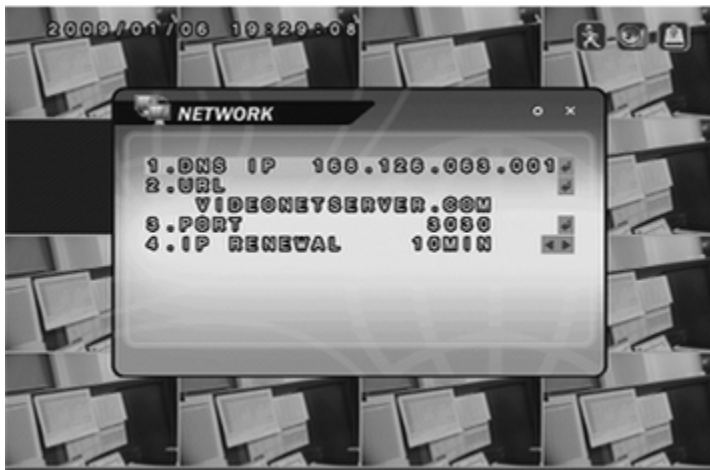 2009/01/06 19:29:08
NETWORK
1.DNS IP 168.126.063.001
2.URL
VIDEONETSERVER.COM
3.PORT 3030
4.IP RENEWAL 10MIN